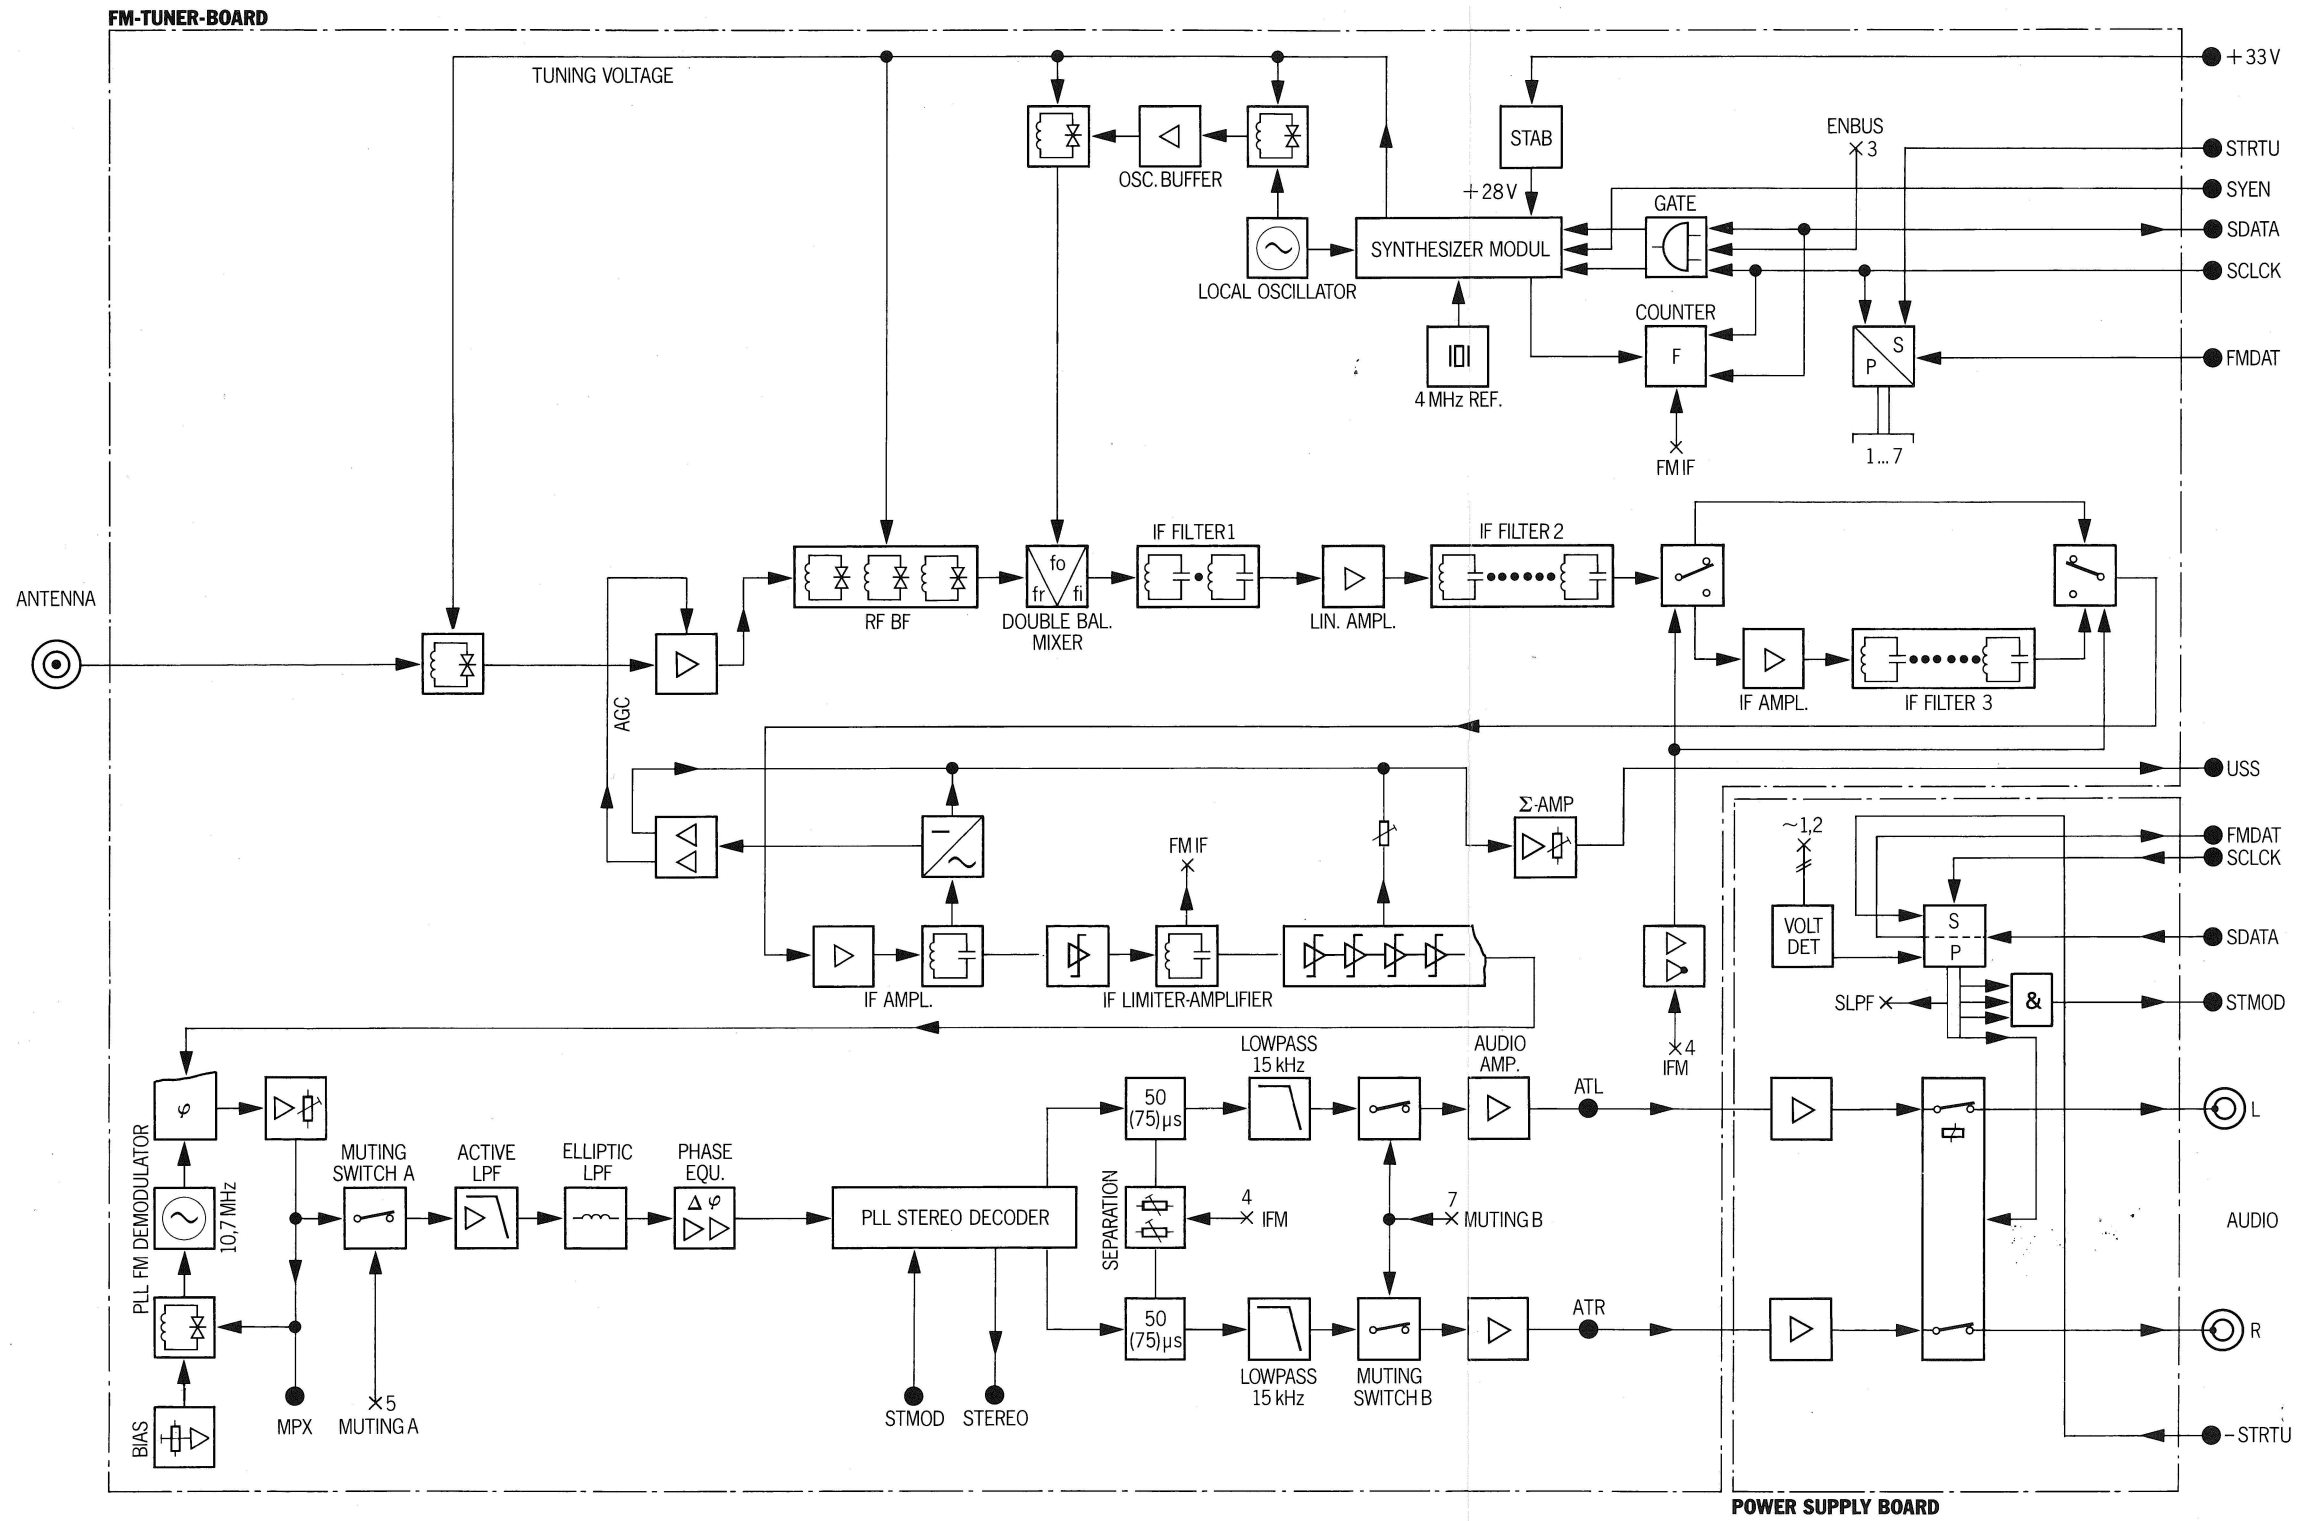 FM-TUNER-BOARD
TUNING VOLTAGE
+33V
STAB
ENBUS
3
STRTU
OSC. BUFFER
+28V
SYEN
GATE
SDATA
SYNTHESIZER MODUL
SCLCK
LOCAL OSCILLATOR
COUNTER
F
S
P
FMDAT
4 MHz REF.
FM IF
1...7
IF FILTER 1
IF FILTER 2
fo
fr
fi
ANTENNA
RF BF
DOUBLE BAL.
MIXER
LIN. AMPL.
AGC
IF AMPL.
IF FILTER 3
USS
Σ-AMP
~1,2
FMDAT
SCLCK
FM IF
VOLT
DET
S
P
SDATA
IF AMPL.
IF LIMITER-AMPLIFIER
SLPF
&
STMOD
4
IFM
LOWPASS
15 kHz
AUDIO
AMP.
φ
50
(75)µs
ATL
L
PLL FM DEMODULATOR
10,7 MHz
MUTING
SWITCH A
ACTIVE
LPF
ELLIPTIC
LPF
PHASE
EQU.
Δ φ
PLL STEREO DECODER
SEPARATION
4
IFM
7
MUTING B
AUDIO
50
(75)µs
ATR
R
LOWPASS
15 kHz
MUTING
SWITCH B
BIAS
MPX
5
MUTING A
STMOD
STEREO
-STRTU
POWER SUPPLY BOARD